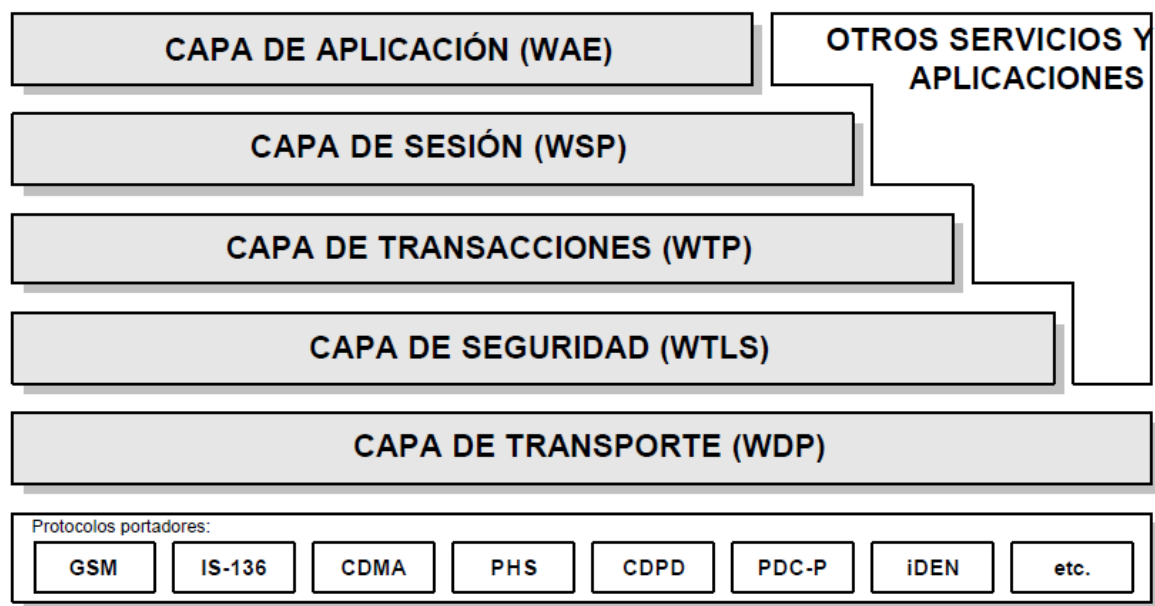 CAPA DE APLICACIÓN (WAE)
OTROS SERVICIOS Y
APLICACIONES
CAPA DE SESIÓN (WSP)
CAPA DE TRANSACCIONES (WTP)
CAPA DE SEGURIDAD (WTLS)
CAPA DE TRANSPORTE (WDP)
Protocolos portadores:
GSM IS-136 CDMA PHS CDPD PDC-P iDEN etc.